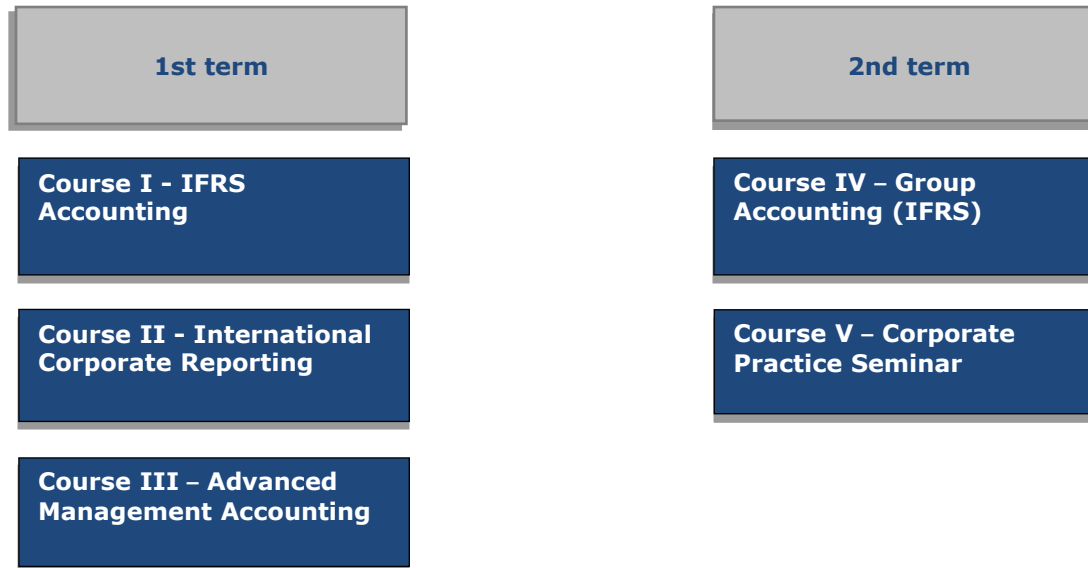 1st term
Course I - IFRS
Accounting
Course II - International
Corporate Reporting
Course III – Advanced
Management Accounting
2nd term
Course IV – Group
Accounting (IFRS)
Course V – Corporate
Practice Seminar